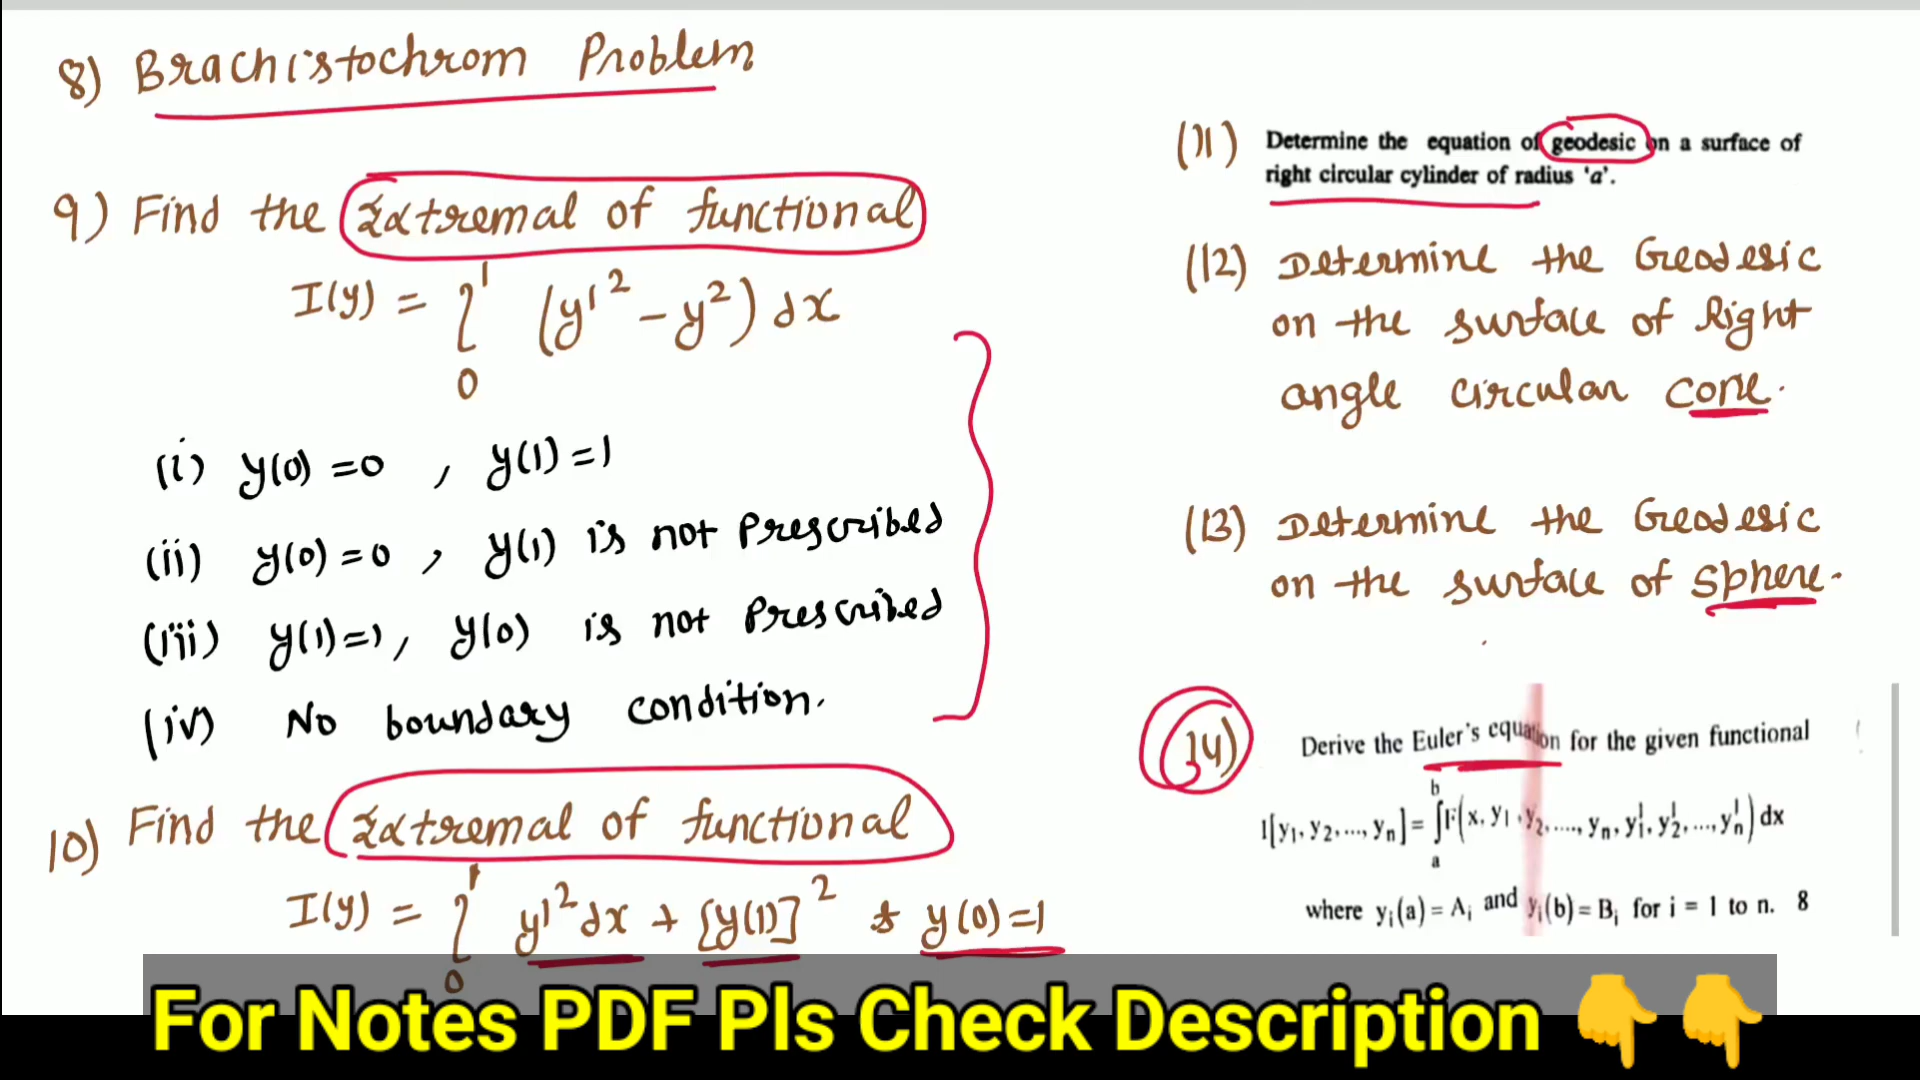 8) Brachistochrom Problem
9) Find the Extremal of functional
I(y) = ∫₀¹ (y'² - y²) dx
(i) y(0) = 0 , y(1) = 1
(ii) y(0) = 0 , y(1) is not Prescribed
(iii) y(1) = 1, y(0) is not Prescribed
(iv) No boundary condition.
10) Find the Extremal of functional
I(y) = ∫₀¹ y'² dx + [y(1)]² & y(0) = 1
(11) Determine the equation of geodesic on a surface of
right circular cylinder of radius 'a'.
(12) Determine the Geodesic
on the surface of Right
angle circular cone.
(13) Determine the Geodesic
on the surface of sphere.
14) Derive the Euler's equation for the given functional
I[y₁, y₂, ..., yₙ] = ∫ₐᵇ F(x, y₁, y₂, ...., yₙ, y₁', y₂', ..., yₙ') dx
where yᵢ(a) = Aᵢ and yᵢ(b) = Bᵢ for i = 1 to n. 8
For Notes PDF Pls Check Description 👇👇